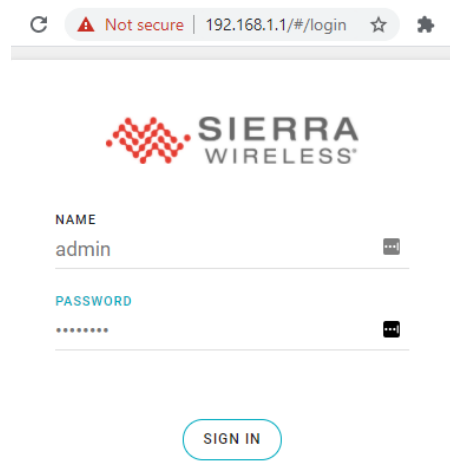 Not secure | 192.168.1.1/#/login
SIERRA
WIRELESS®
NAME
admin
PASSWORD
••••••••
SIGN IN